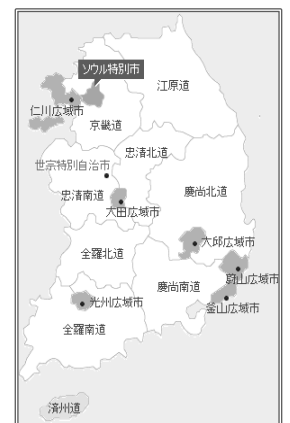 ソウル特別市
江原道
仁川広域市
京畿道
忠清北道
世宗特別自治市
忠清南道
慶尚北道
大田広域市
大邱広域市
全羅北道
蔚山広域市
慶尚南道
光州広域市
釜山広域市
全羅南道
済州道